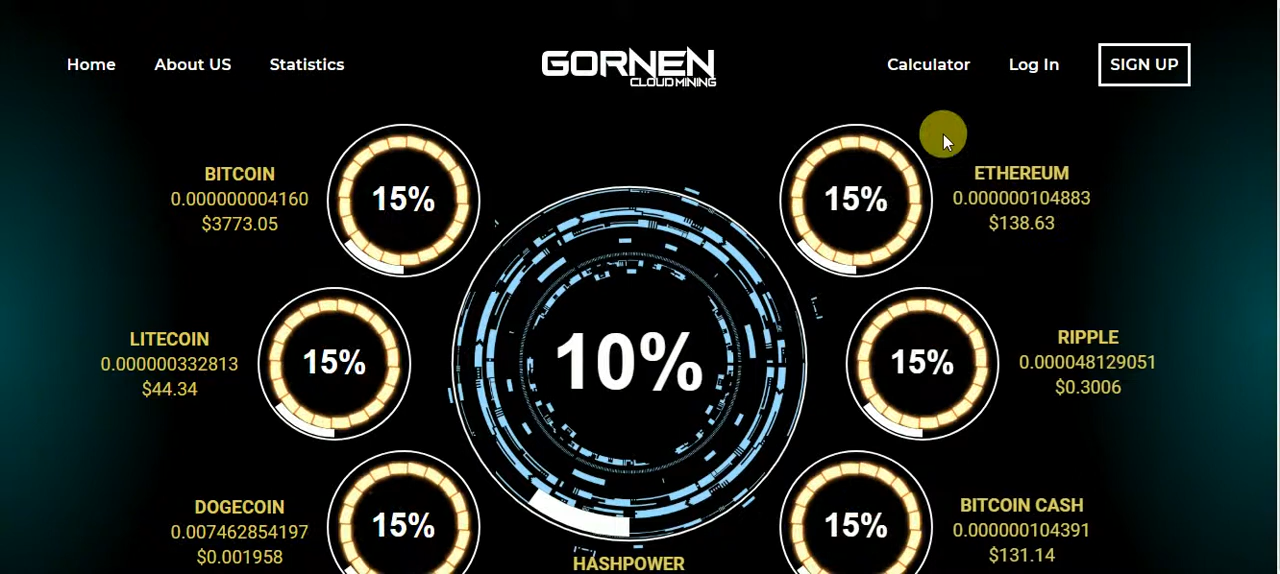 Home
About US
Statistics
GORNEN
CLOUD MINING
Calculator
Log In
SIGN UP
BITCOIN
0.000000004160
$3773.05
15%
15%
ETHEREUM
0.000000104883
$138.63
LITECOIN
0.000000332813
$44.34
15%
10%
15%
RIPPLE
0.000048129051
$0.3006
DOGECOIN
0.007462854197
$0.001958
15%
15%
BITCOIN CASH
0.000000104391
$131.14
HASHPOWER